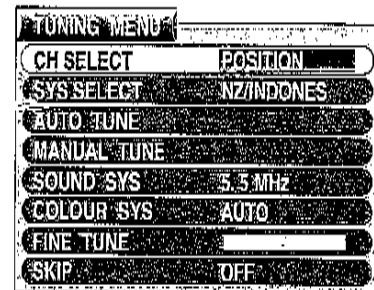 TUNING MENU
CH SELECT POSITION
SYS SELECT NZ/INDONES
AUTO TUNE
MANUAL TUNE
SOUND SYS 5.5 MHz
COLOUR SYS AUTO
FINE TUNE
SKIP OFF